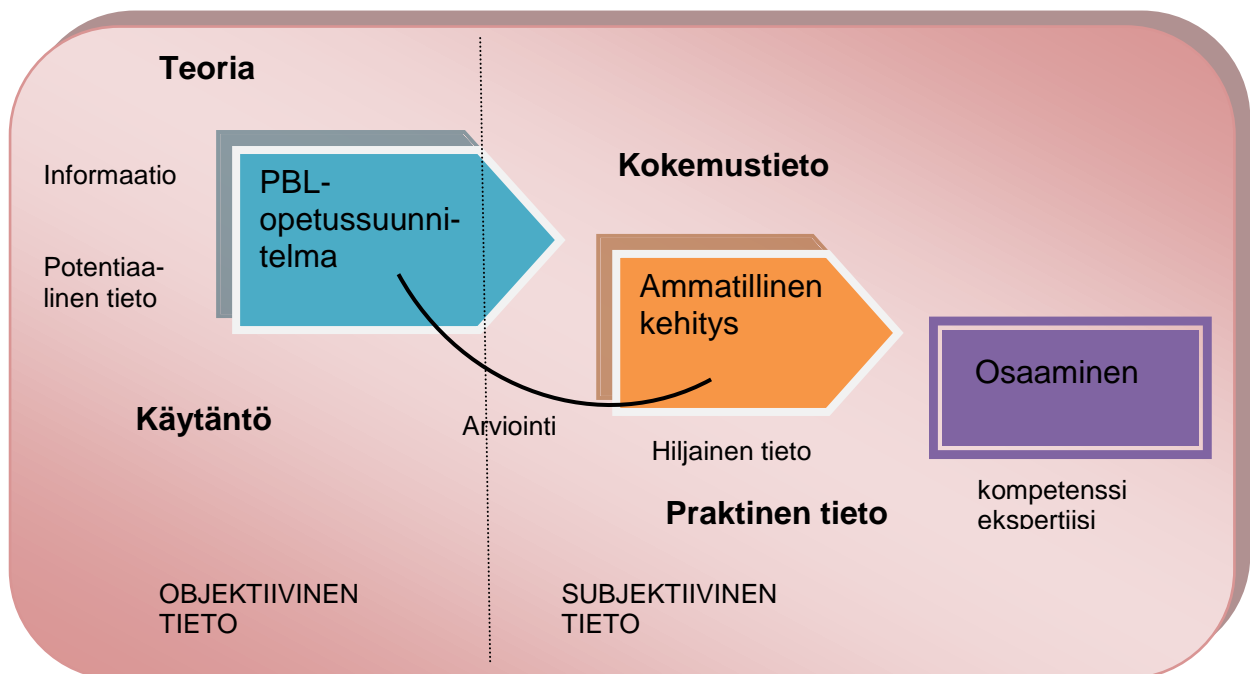 Teoria
Informaatio
Potentiaa-
linen tieto
PBL-
opetussuunni-
telma
Käytäntö
Arviointi
Kokemustieto
Ammatillinen
kehitys
Hiljainen tieto
Praktinen tieto
Osaaminen
kompetenssi
ekspertiisi
OBJEKTIIVINEN
TIETO
SUBJEKTIIVINEN
TIETO